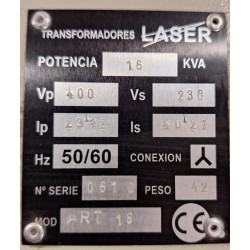 TRANSFORMADORES LASER
POTENCIA 16 KVA
Vp 400 Vs 230
Ip 23'12 Is 40'21
Hz 50/60 CONEXION
Nº SERIE PESO 42
MOD ART 16 CE